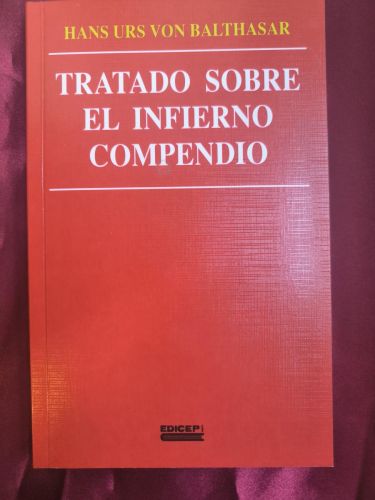 HANS URS VON BALTHASAR
TRATADO SOBRE
EL INFIERNO
COMPENDIO
EDICEP